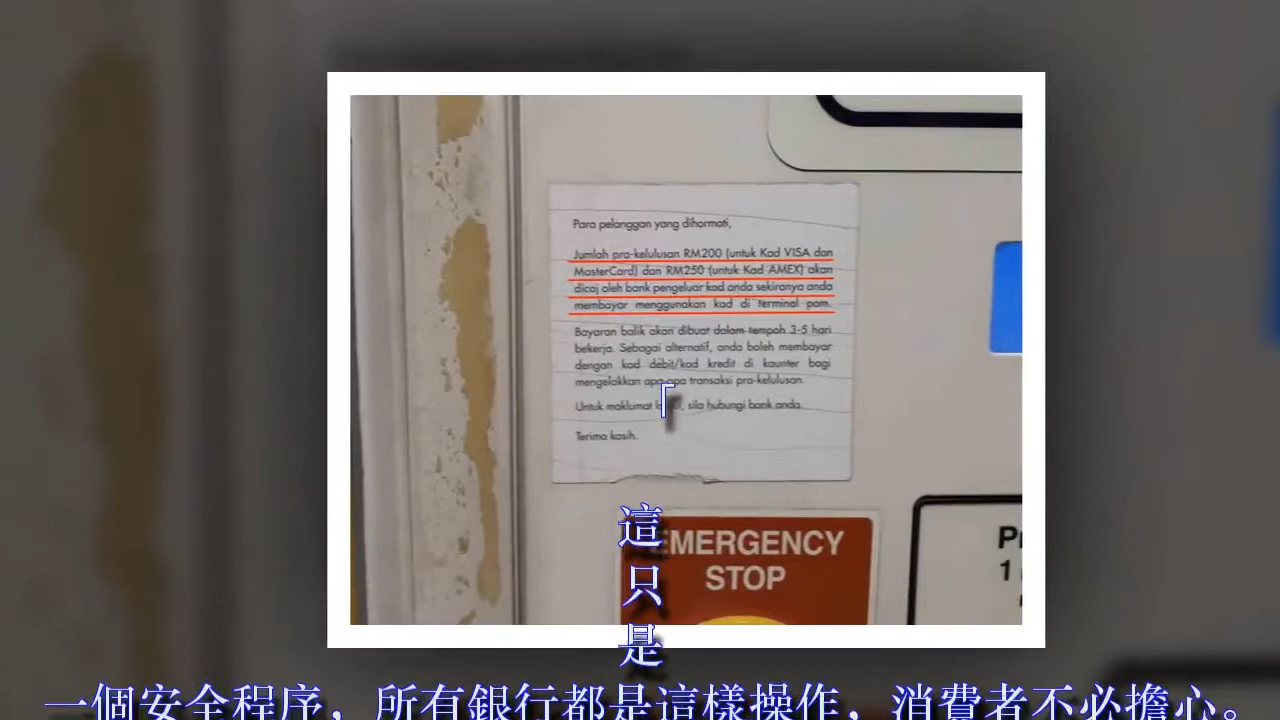 Para pelanggan yang dihormati,
Jumlah pra-kelulusan RM200 (untuk Kad VISA dan
MasterCard) dan RM250 (untuk Kad AMEX) akan
dicaj oleh bank pengeluar kad anda sekiranya anda
membayar menggunakan kad di terminal pam.
Bayaran balik akan dibuat dalam tempoh 3-5 hari
bekerja. Sebagai alternatif, anda boleh membayar
dengan kad debit/kad kredit di kaunter bagi
mengelakkan apa-apa transaksi pra-kelulusan.
Untuk maklumat , sila hubungi bank anda.
Terima kasih.
EMERGENCY
STOP
1
「
這
只
是
一個安全程序，所有銀行都是這樣操作，消費者不必擔心。